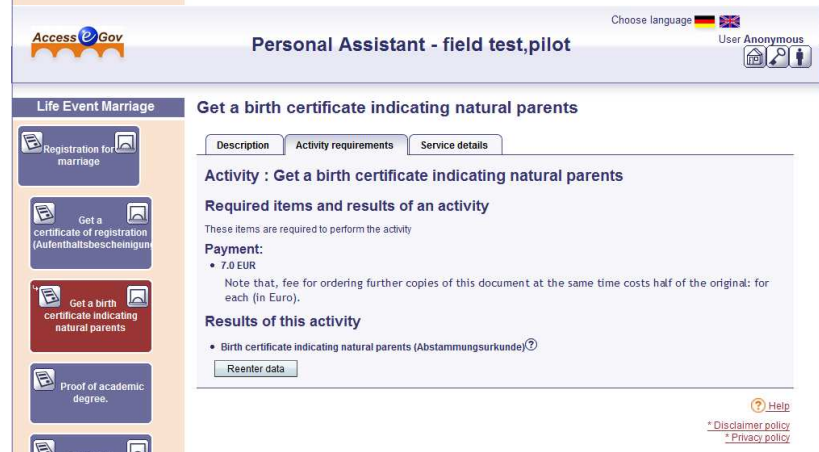 Choose language
Access e Gov
Personal Assistant - field test,pilot
User Anonymous
Life Event Marriage
Registration for
marriage
Get a
certificate of registration
(Aufenthaltsbescheinigun
Get a birth
certificate indicating
natural parents
Proof of academic
degree.
Get a birth certificate indicating natural parents
Description
Activity requirements
Service details
Activity : Get a birth certificate indicating natural parents
Required items and results of an activity
These items are required to perform the activity
Payment:
• 7.0 EUR
Note that, fee for ordering further copies of this document at the same time costs half of the original: for
each (in Euro).
Results of this activity
• Birth certificate indicating natural parents (Abstammungsurkunde)?
Reenter data
? Help
* Disclaimer policy
* Privacy policy